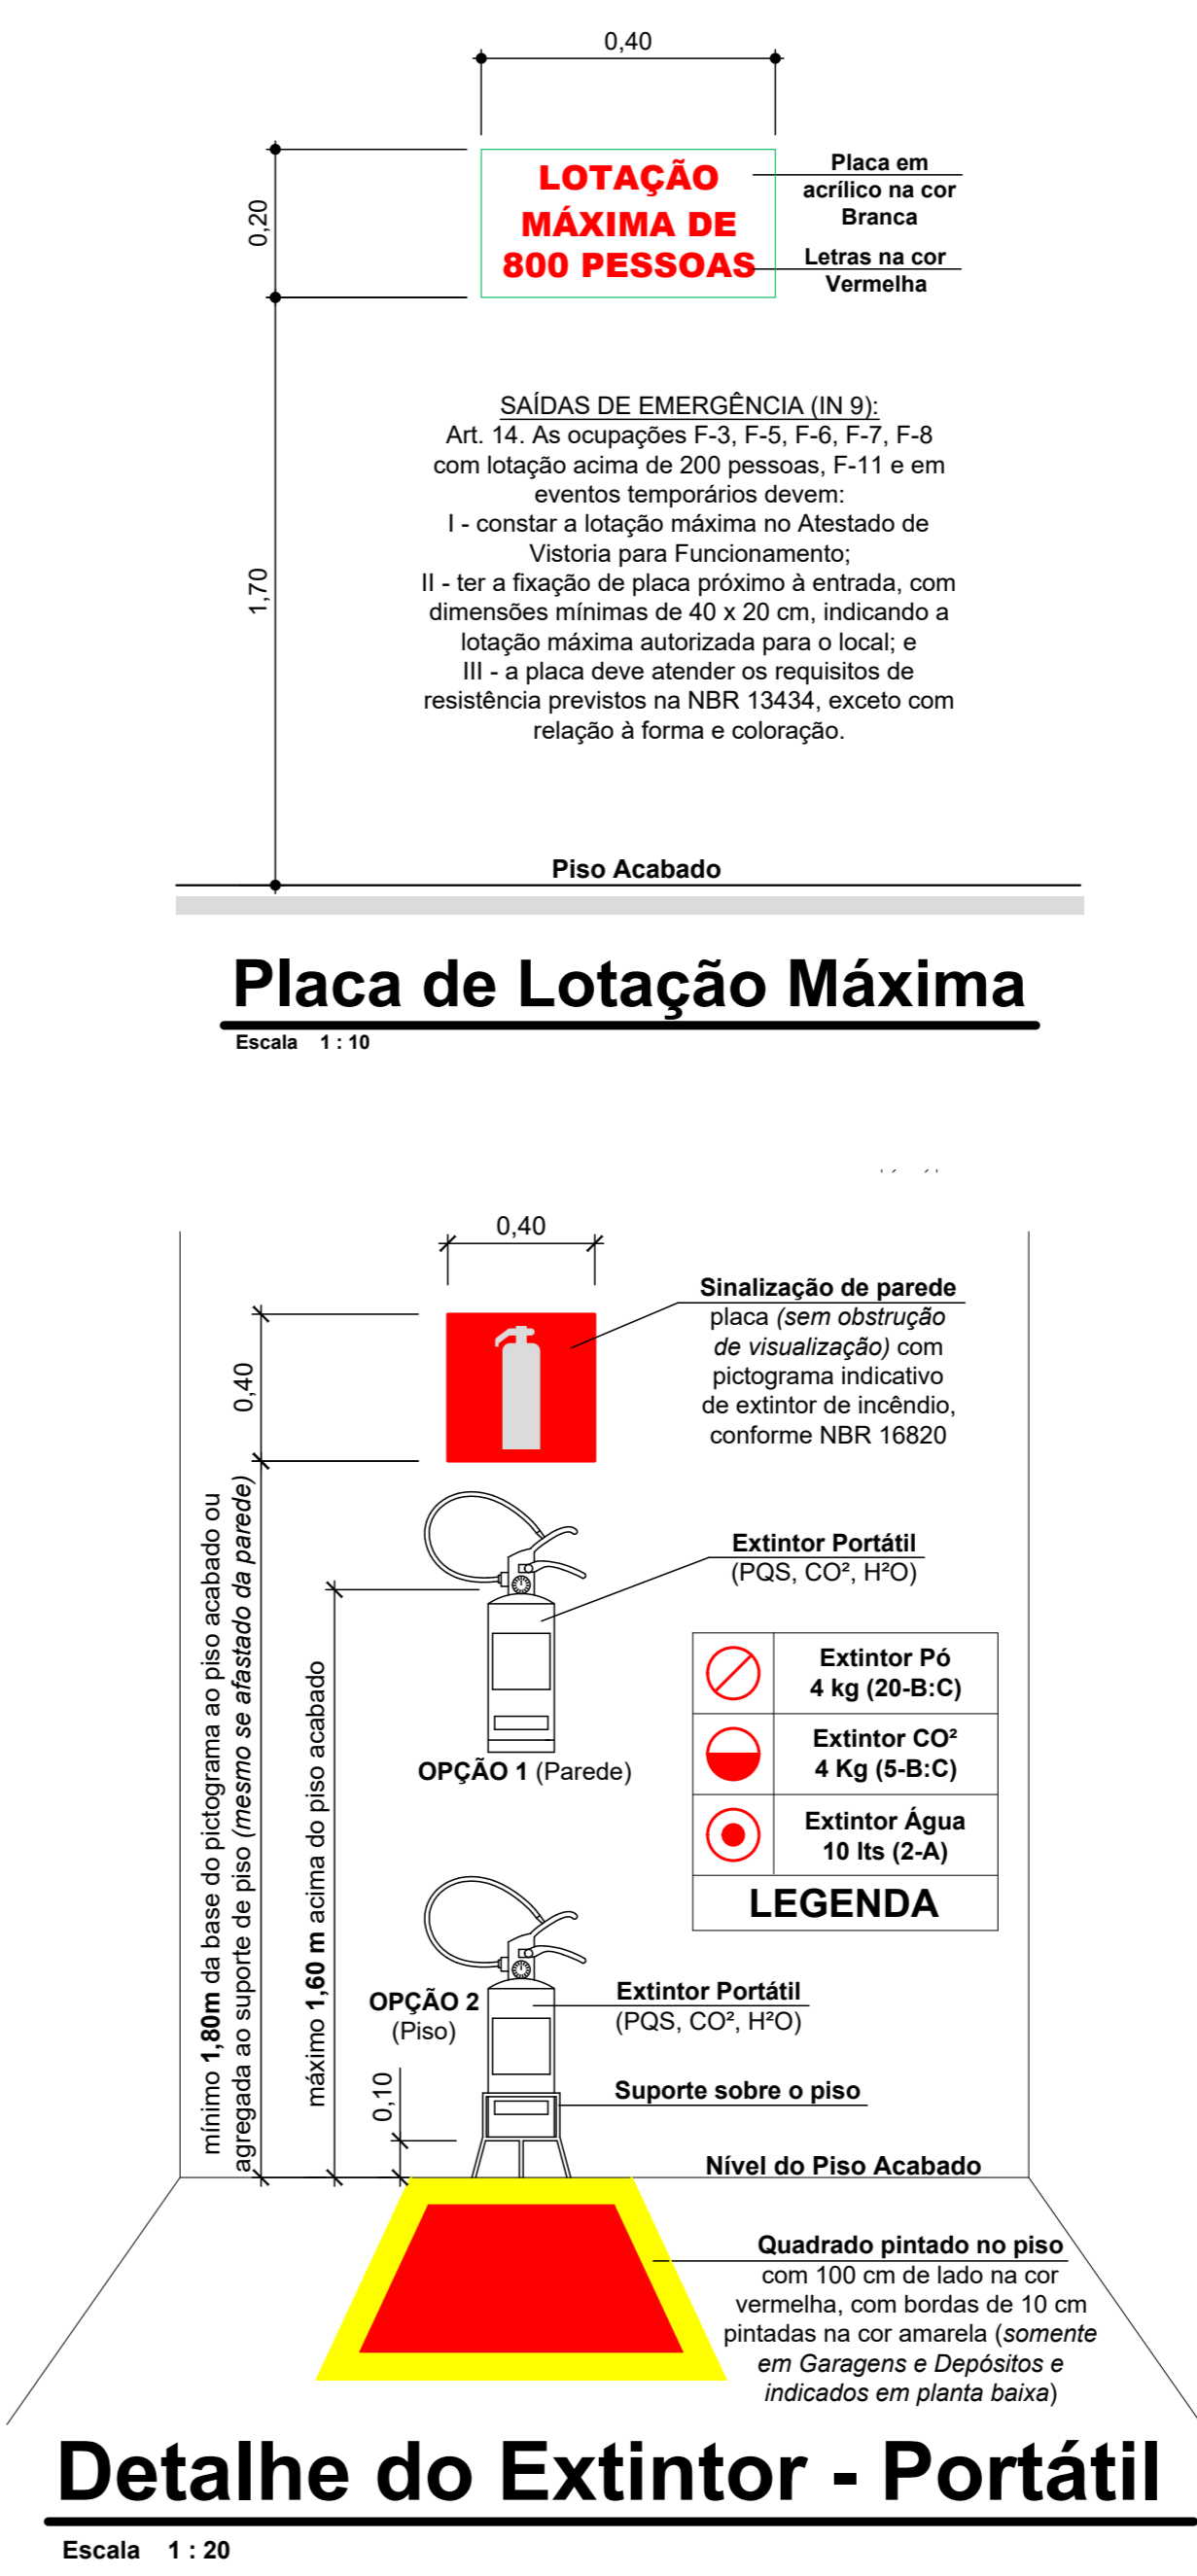 0,40
LOTAÇÃO
MÁXIMA DE
800 PESSOAS
Placa em
acrílico na cor
Branca
Letras na cor
Vermelha
0,20
1,70
SAÍDAS DE EMERGÊNCIA (IN 9):
Art. 14. As ocupações F-3, F-5, F-6, F-7, F-8
com lotação acima de 200 pessoas, F-11 e em
eventos temporários devem:
I - constar a lotação máxima no Atestado de
Vistoria para Funcionamento;
II - ter a fixação de placa próximo à entrada, com
dimensões mínimas de 40 x 20 cm, indicando a
lotação máxima autorizada para o local; e
III - a placa deve atender os requisitos de
resistência previstos na NBR 13434, exceto com
relação à forma e coloração.
Piso Acabado
Placa de Lotação Máxima
Escala 1 : 10
0,40
0,40
Sinalização de parede
placa (sem obstrução
de visualização) com
pictograma indicativo
de extintor de incêndio,
conforme NBR 16820
mínimo 1,80m da base do pictograma ao piso acabado ou
agregada ao suporte de piso (mesmo se afastado da parede)
máximo 1,60 m acima do piso acabado
Extintor Portátil
(PQS, CO², H²O)
OPÇÃO 1 (Parede)
Extintor Pó
4 kg (20-B:C)
Extintor CO²
4 Kg (5-B:C)
Extintor Água
10 lts (2-A)
LEGENDA
OPÇÃO 2
(Piso)
Extintor Portátil
(PQS, CO², H²O)
0,10
Suporte sobre o piso
Nível do Piso Acabado
Quadrado pintado no piso
com 100 cm de lado na cor
vermelha, com bordas de 10 cm
pintadas na cor amarela (somente
em Garagens e Depósitos e
indicados em planta baixa)
Detalhe do Extintor - Portátil
Escala 1 : 20